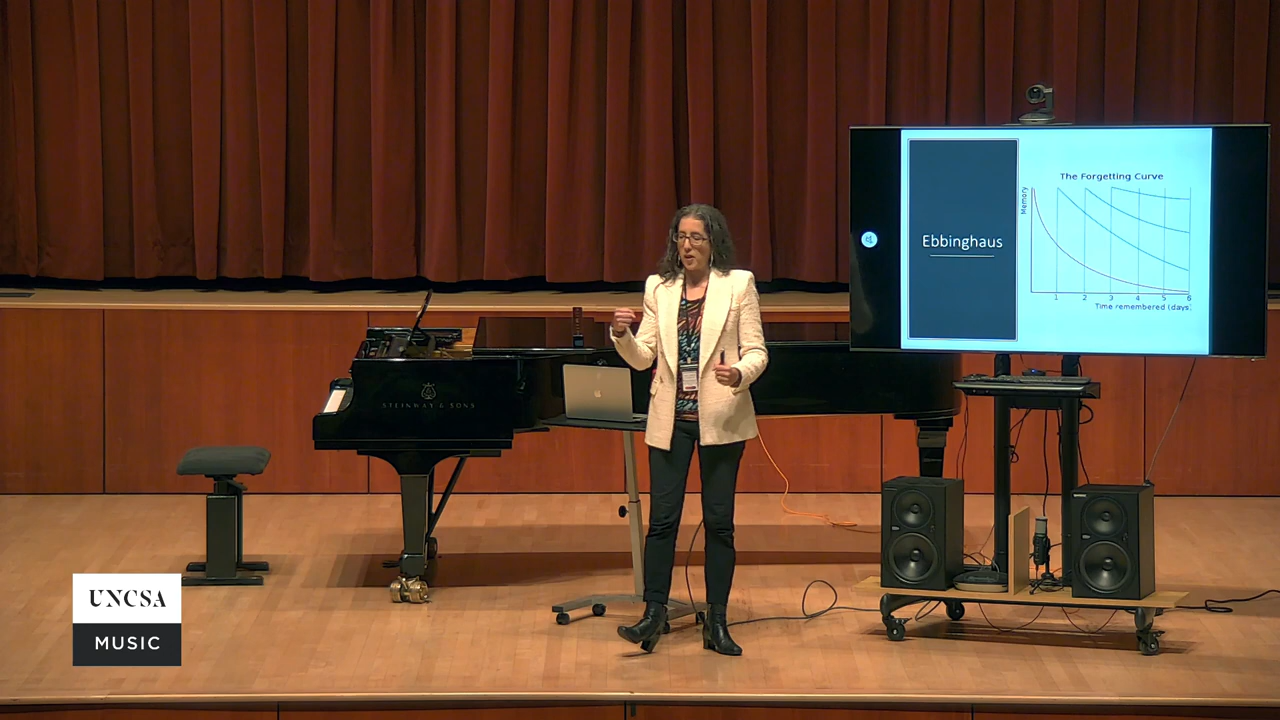 The Forgetting Curve
Memory
Ebbinghaus
1 2 3 4 5 6
Time remembered (days)
STEINWAY & SONS
UNCSA
MUSIC